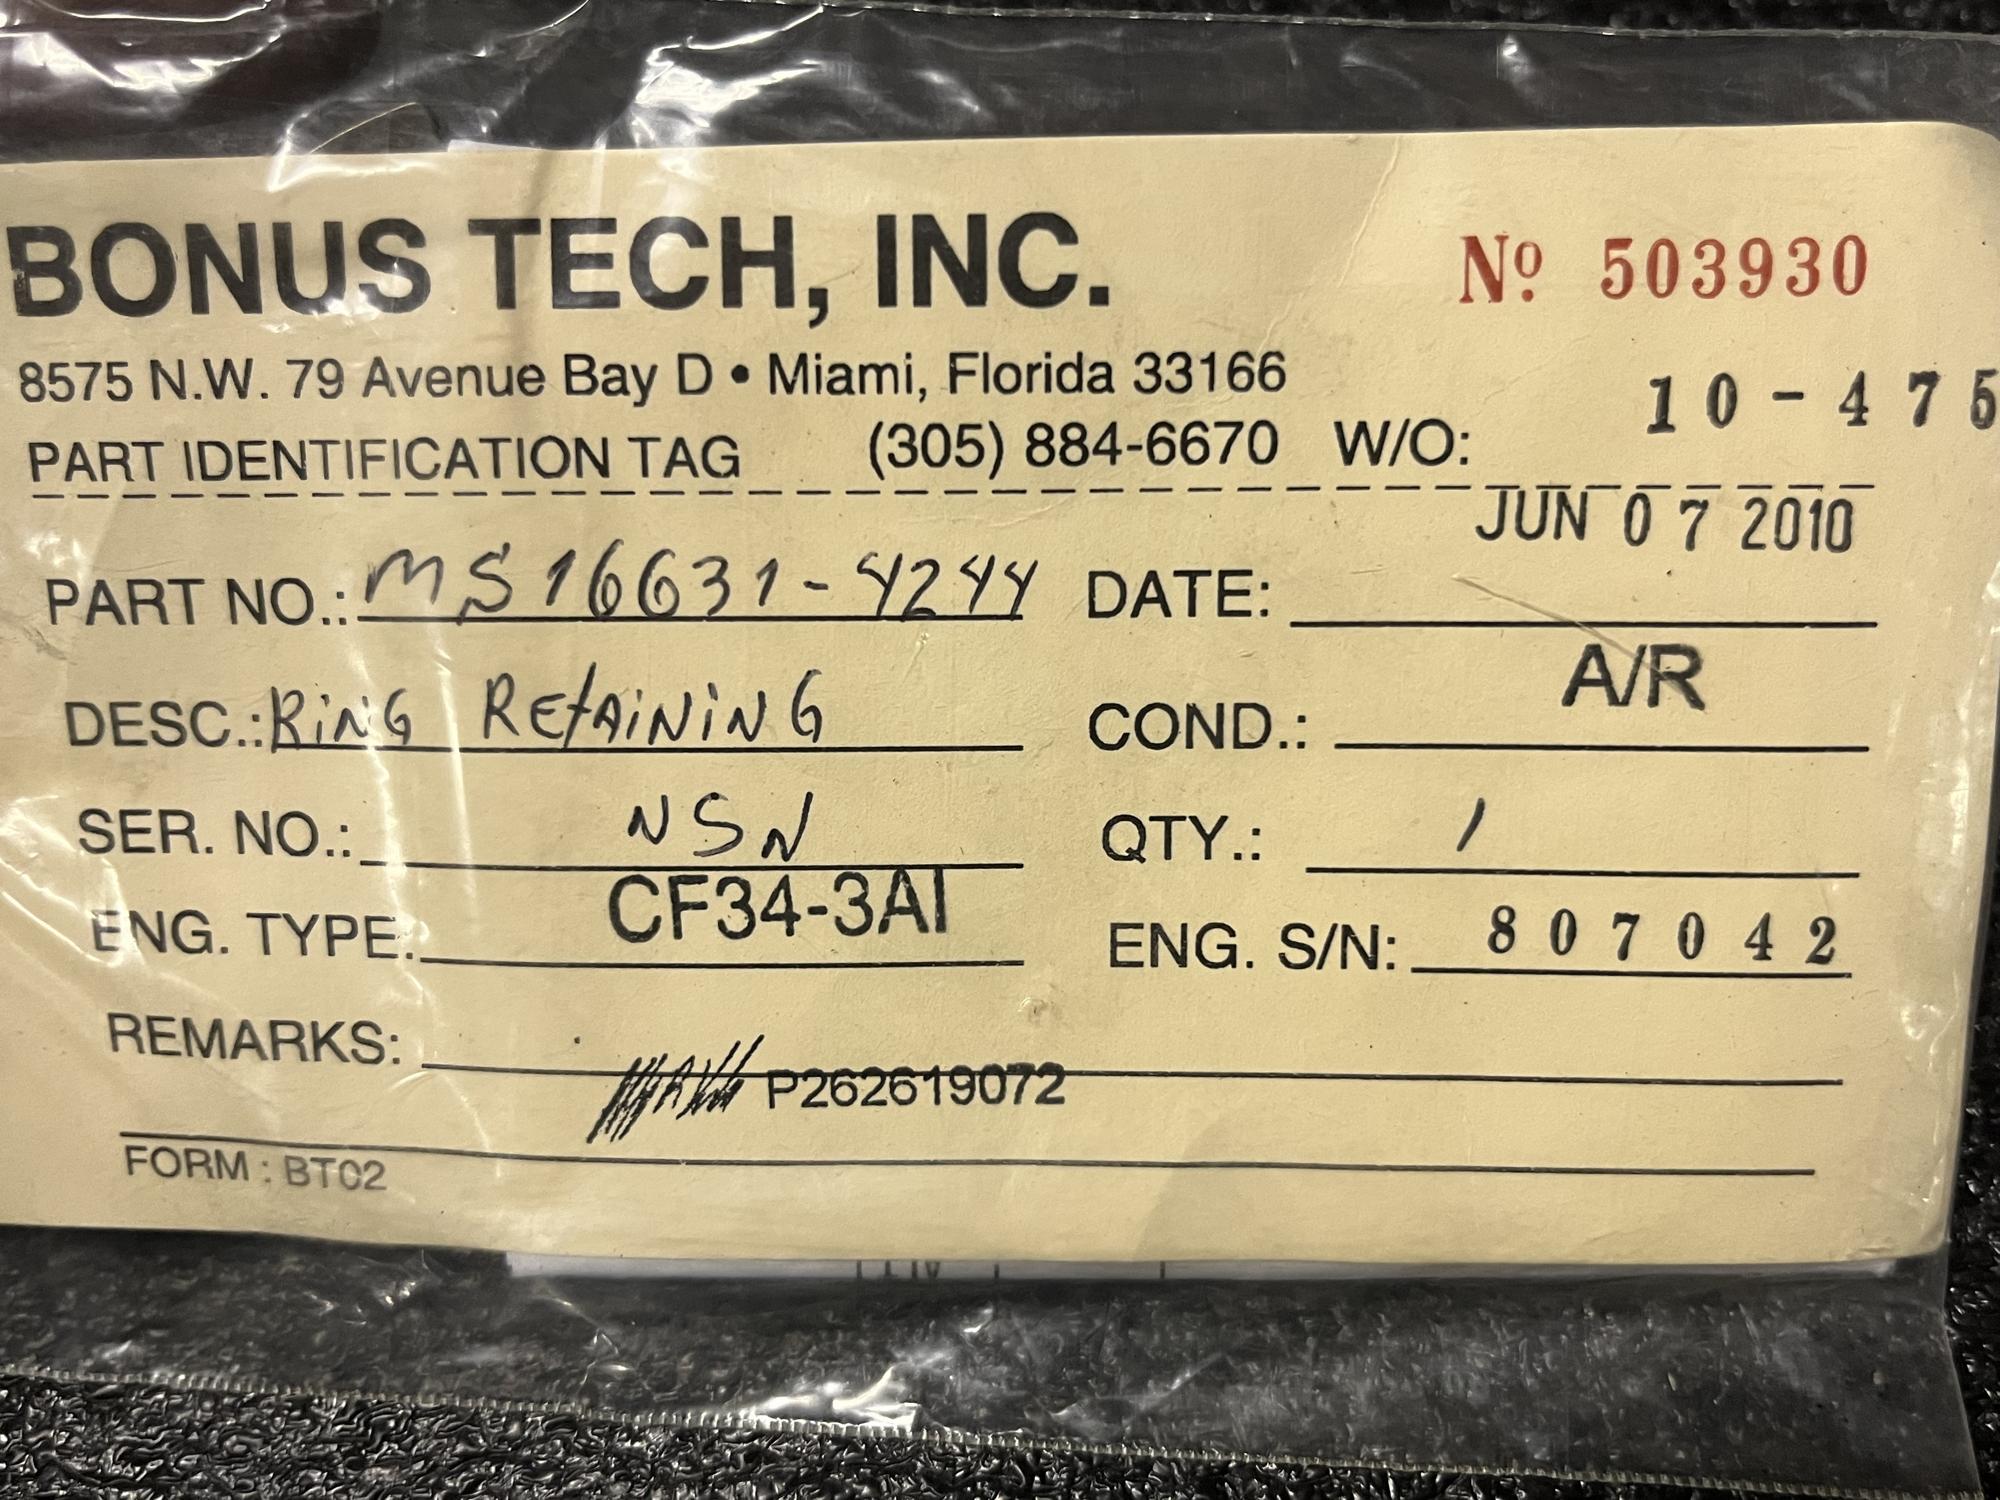 BONUS TECH, INC.
Nº 503930
8575 N.W. 79 Avenue Bay D • Miami, Florida 33166
PART IDENTIFICATION TAG (305) 884-6670 W/O: 10-475
PART NO.: MS16631-4244 DATE: JUN 07 2010
DESC.: RiNG REtAiNiNG COND.: A/R
SER. NO.: NSN QTY.: 1
ENG. TYPE: CF34-3AI ENG. S/N: 807042
REMARKS:
P262619072
FORM : BT02